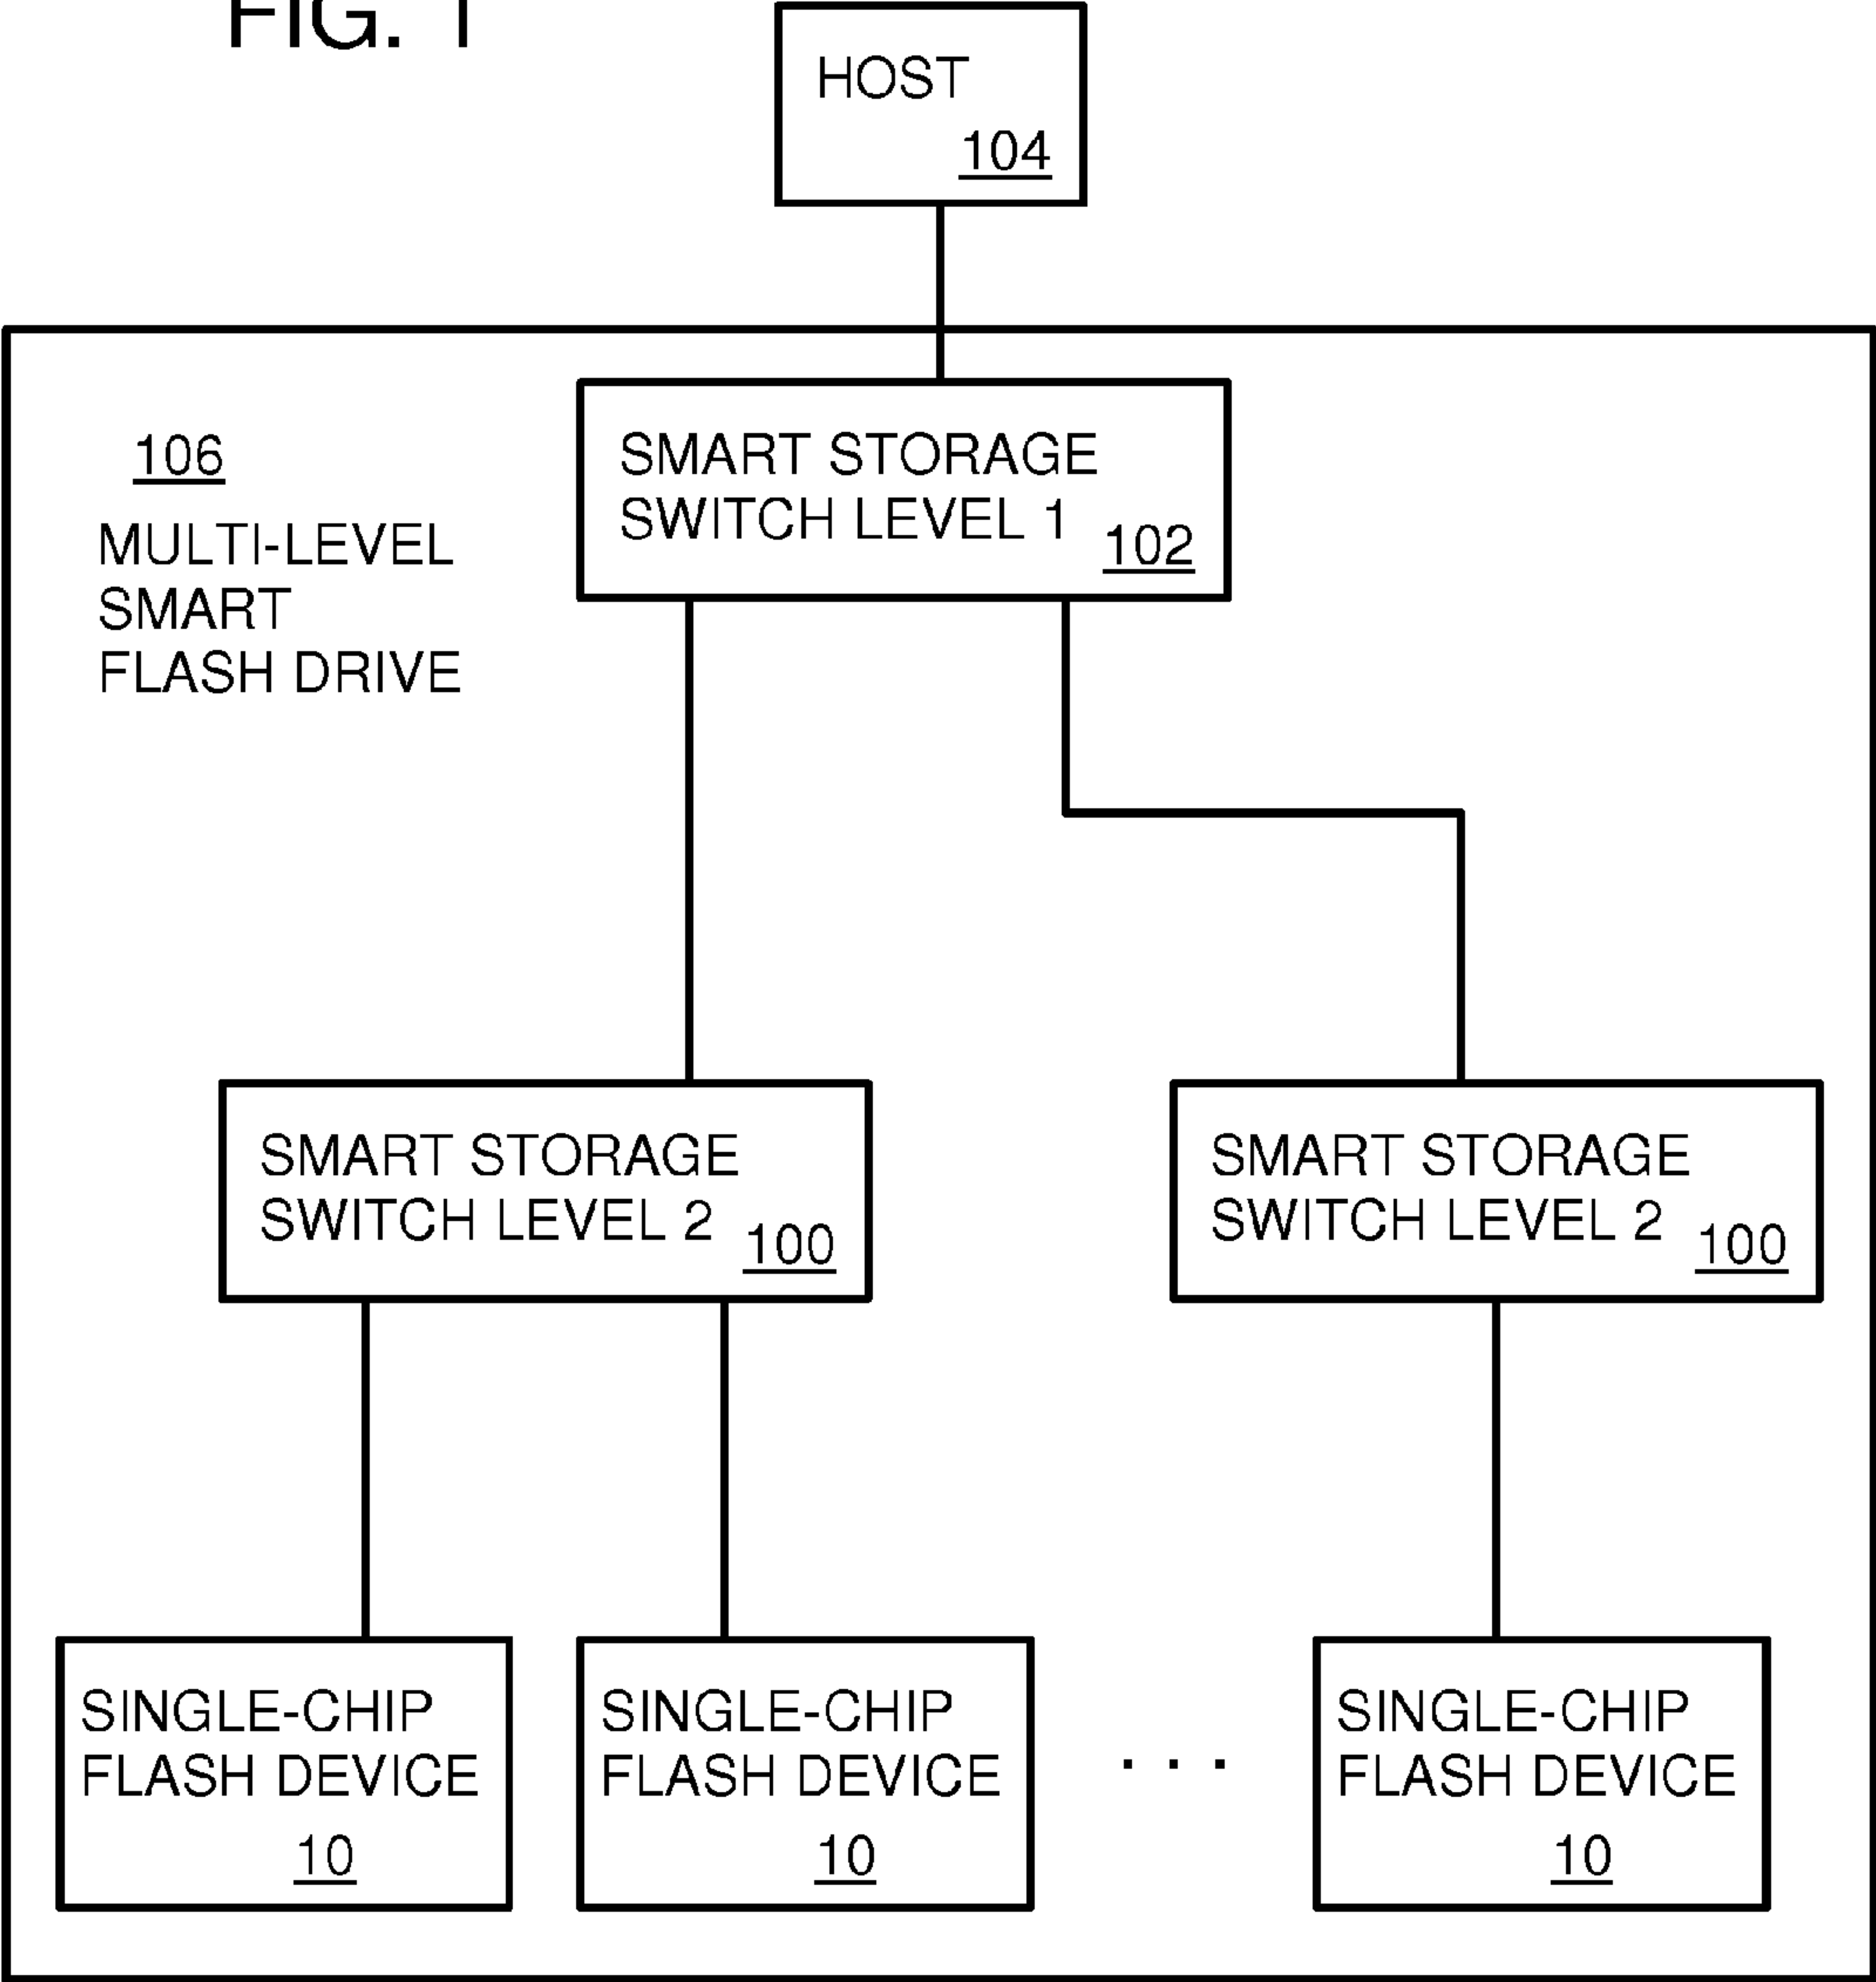 FIG. 1
HOST
104
106
MULTI-LEVEL
SMART
FLASH DRIVE
SMART STORAGE
SWITCH LEVEL 1
102
SMART STORAGE
SWITCH LEVEL 2
100
SMART STORAGE
SWITCH LEVEL 2
100
SINGLE-CHIP
FLASH DEVICE
10
SINGLE-CHIP
FLASH DEVICE
10
. . .
SINGLE-CHIP
FLASH DEVICE
10